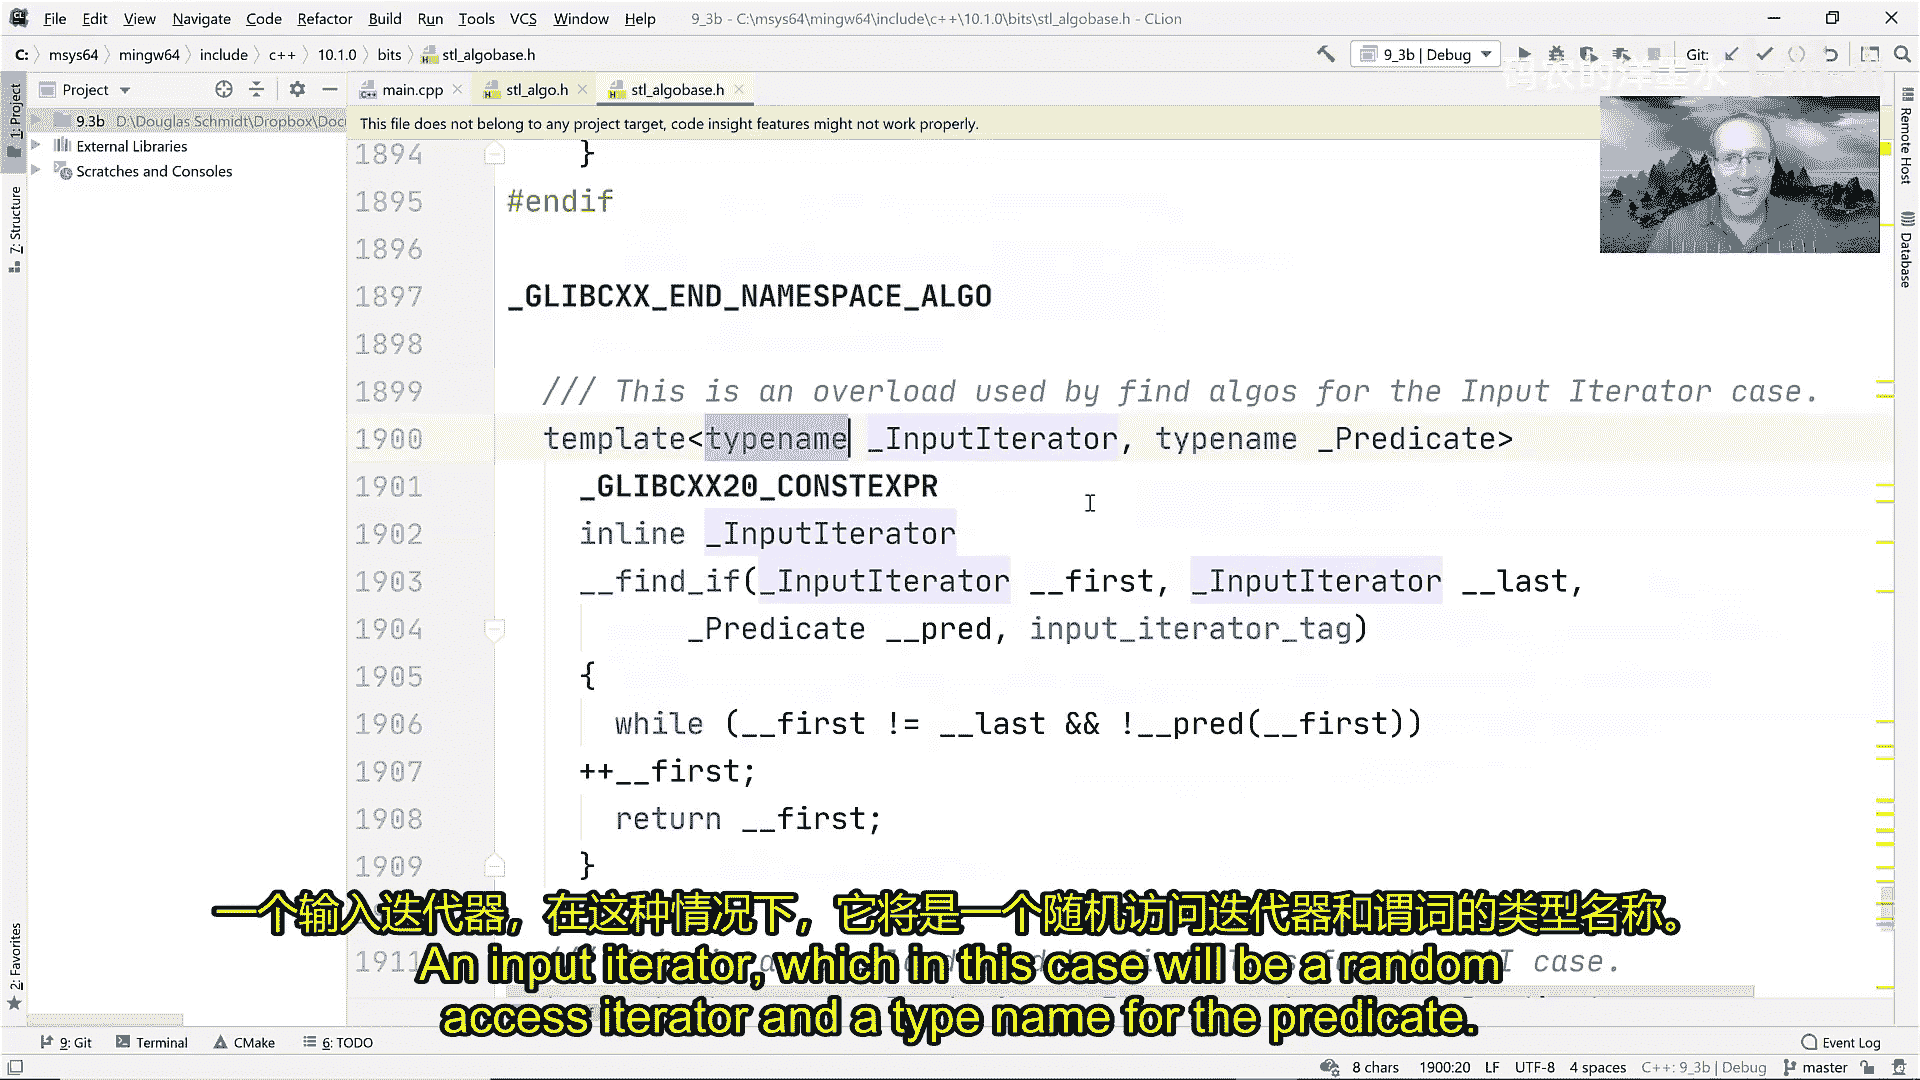 File Edit View Navigate Code Refactor Build Run Tools VCS Window Help 9_3b - C:\msys64\mingw64\include\c++\10.1.0\bits\stl_algobase.h - CLion
C: msys64 mingw64 include c++ 10.1.0 bits stl_algobase.h 9_3b | Debug Git:
码农的洋墨水
Project main.cpp stl_algo.h stl_algobase.h
9.3b D:\Douglas Schmidt\Dropbox\Doc
This file does not belong to any project target, code insight features might not work properly.
External Libraries
Scratches and Consoles
1: Project
7: Structure
2: Favorites
Remote Host
Database
1894 }
1895 #endif
1896
1897 _GLIBCXX_END_NAMESPACE_ALGO
1898
1899 /// This is an overload used by find algos for the Input Iterator case.
1900 template<typename _InputIterator, typename _Predicate>
1901 _GLIBCXX20_CONSTEXPR
1902 inline _InputIterator
1903 __find_if(_InputIterator __first, _InputIterator __last,
1904 _Predicate __pred, input_iterator_tag)
1905 {
1906 while (__first != __last && !__pred(__first))
1907 ++__first;
1908 return __first;
1909 }
一个输入迭代器，在这种情况下，它将是一个随机访问迭代器和谓词的类型名称。
1911 case.
An input iterator, which in this case will be a random
access iterator and a type name for the predicate.
9: Git Terminal CMake 6: TODO Event Log
8 chars 1900:20 LF UTF-8 4 spaces C++: 9_3b | Debug master